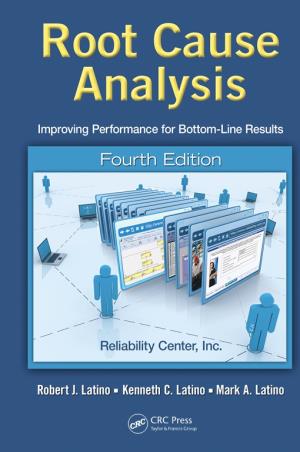 Root Cause
Analysis
Improving Performance for Bottom-Line Results
Fourth Edition
Reliability Center, Inc.
Robert J. Latino ▪ Kenneth C. Latino ▪ Mark A. Latino
CRC
CRC Press
Taylor & Francis Group